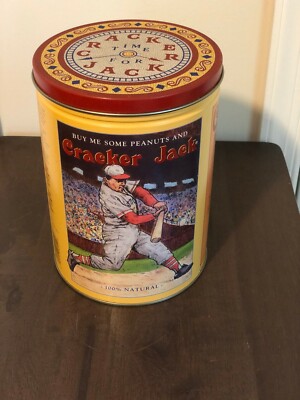 CRACKER
TIME
FOR
JACK
BUY ME SOME PEANUTS AND
Cracker Jack
100% NATURAL